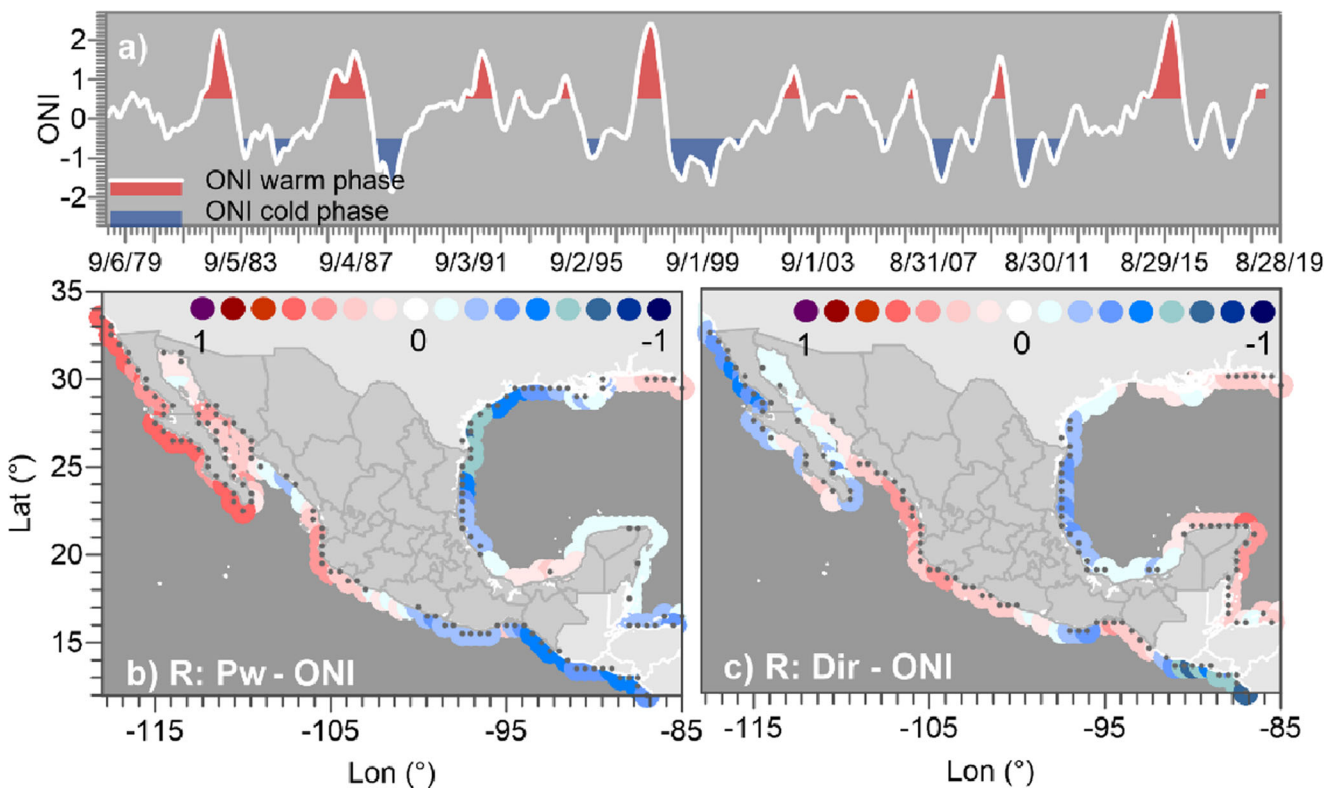 a)
ONI
2
1
0
-1
-2
ONI warm phase
ONI cold phase
9/6/79 9/5/83 9/4/87 9/3/91 9/2/95 9/1/99 9/1/03 8/31/07 8/30/11 8/29/15 8/28/19
Lat (°)
35
30
25
20
15
1 0 -1
b) R: Pw - ONI
-115 -105 -95 -85
Lon (°)
1 0 -1
c) R: Dir - ONI
-115 -105 -95 -85
Lon (°)